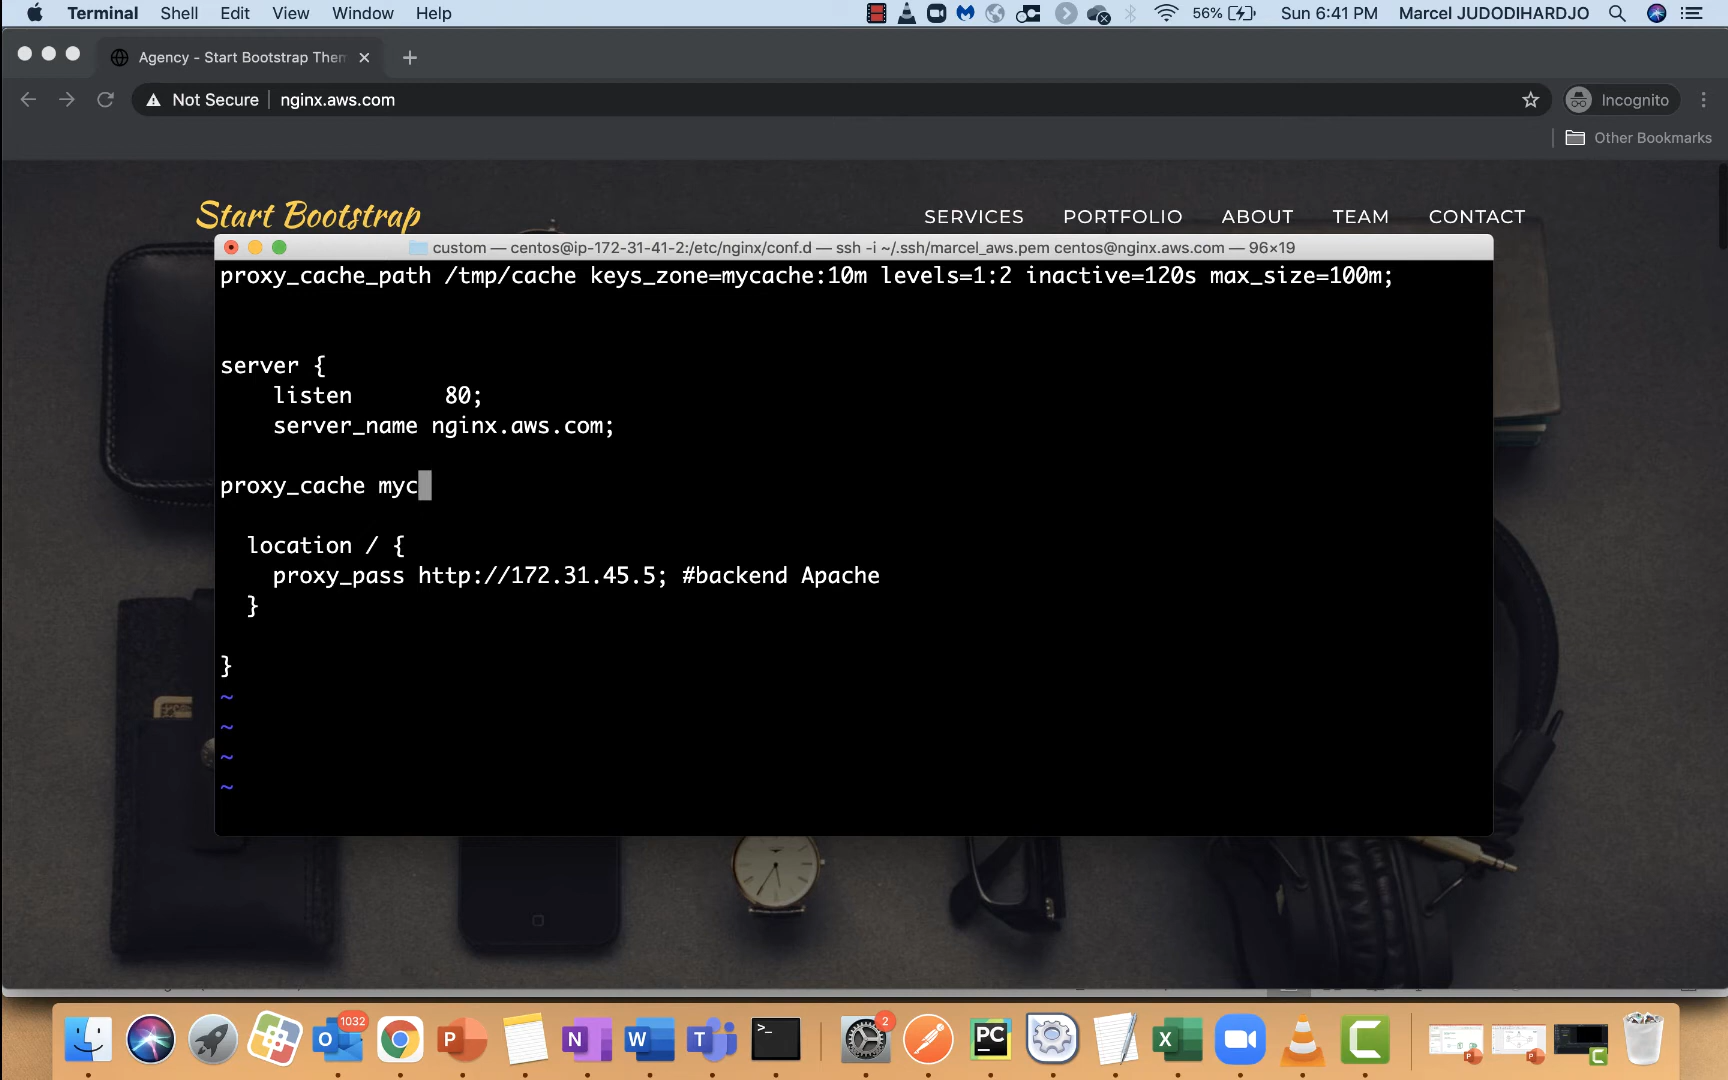 Terminal Shell Edit View Window Help 56% Sun 6:41 PM Marcel JUDODIHARDJO
Agency - Start Bootstrap Them
Not Secure nginx.aws.com Incognito
Other Bookmarks
Start Bootstrap SERVICES PORTFOLIO ABOUT TEAM CONTACT
custom — centos@ip-172-31-41-2:/etc/nginx/conf.d — ssh -i ~/.ssh/marcel_aws.pem centos@nginx.aws.com — 96×19
proxy_cache_path /tmp/cache keys_zone=mycache:10m levels=1:2 inactive=120s max_size=100m;
server {
listen 80;
server_name nginx.aws.com;
proxy_cache myc
location / {
proxy_pass http://172.31.45.5; #backend Apache
}
}
~
~
~
~
1032 2
O P N W T >_ PC X C